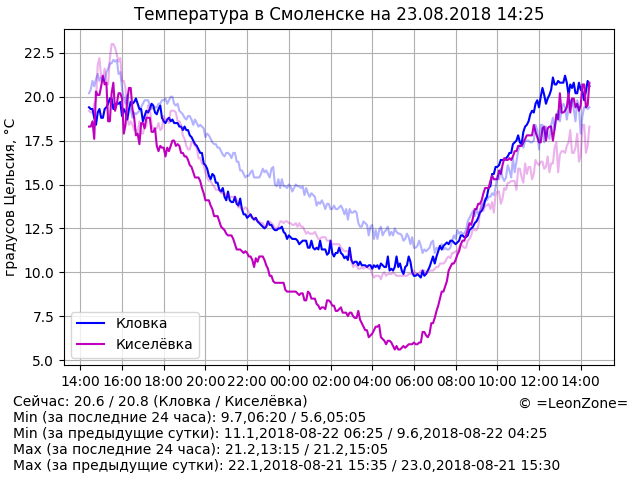 Температура в Смоленске на 23.08.2018 14:25
градусов Цельсия, °C
22.5
20.0
17.5
15.0
12.5
10.0
7.5
5.0
Кловка
Киселёвка
14:00 16:00 18:00 20:00 22:00 00:00 02:00 04:00 06:00 08:00 10:00 12:00 14:00
Сейчас: 20.6 / 20.8 (Кловка / Киселёвка)
© =LeonZone=
Min (за последние 24 часа): 9.7,06:20 / 5.6,05:05
Min (за предыдущие сутки): 11.1,2018-08-22 06:25 / 9.6,2018-08-22 04:25
Max (за последние 24 часа): 21.2,13:15 / 21.2,15:05
Max (за предыдущие сутки): 22.1,2018-08-21 15:35 / 23.0,2018-08-21 15:30